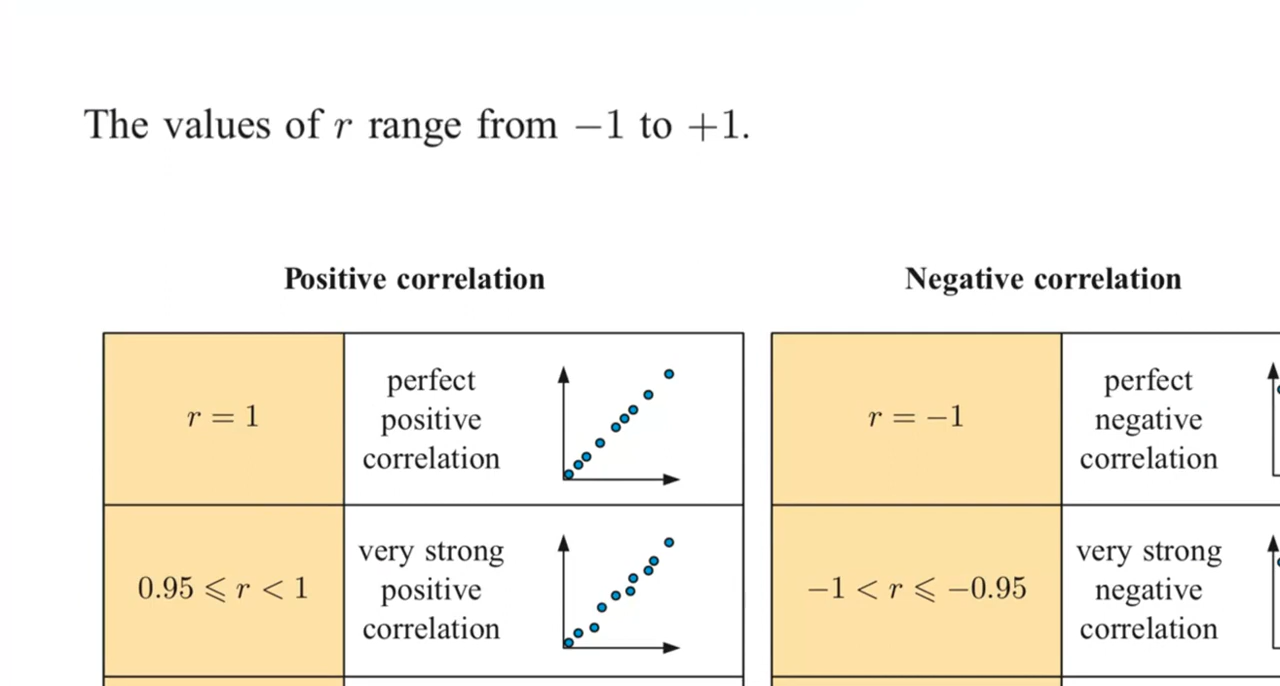 The values of r range from −1 to +1.
Positive correlation
Negative correlation
r = 1
perfect
positive
correlation
r = −1
perfect
negative
correlation
0.95 ⩽ r < 1
very strong
positive
correlation
−1 < r ⩽ −0.95
very strong
negative
correlation